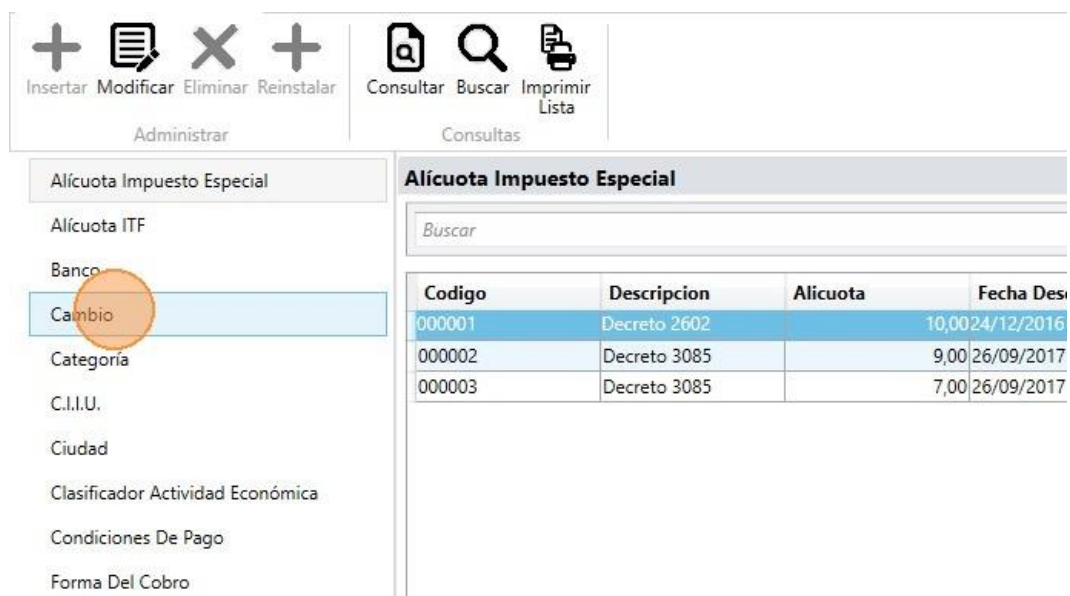 Insertar Modificar Eliminar Reinstalar
Consultar Buscar Imprimir
Lista
Administrar
Consultas
Alícuota Impuesto Especial
Alícuota ITF
Banco
Cambio
Categoría
C.I.I.U.
Ciudad
Clasificador Actividad Económica
Condiciones De Pago
Forma Del Cobro
Alícuota Impuesto Especial
Buscar
Codigo Descripcion Alicuota Fecha Desc
000001 Decreto 2602 10,00 24/12/2016
000002 Decreto 3085 9,00 26/09/2017
000003 Decreto 3085 7,00 26/09/2017